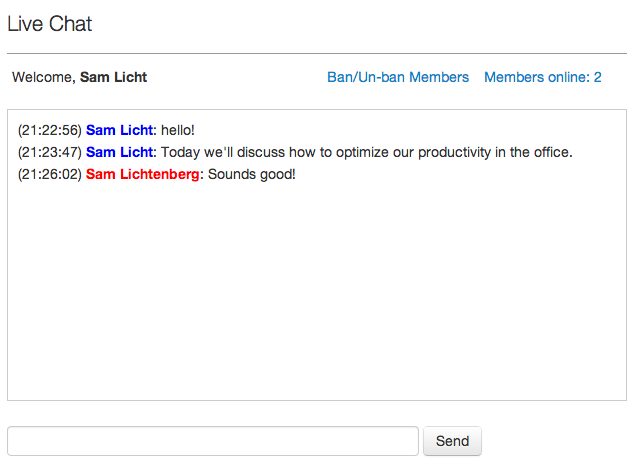 Live Chat
Welcome, Sam Licht Ban/Un-ban Members Members online: 2
(21:22:56) Sam Licht: hello!
(21:23:47) Sam Licht: Today we'll discuss how to optimize our productivity in the office.
(21:26:02) Sam Lichtenberg: Sounds good!
Send